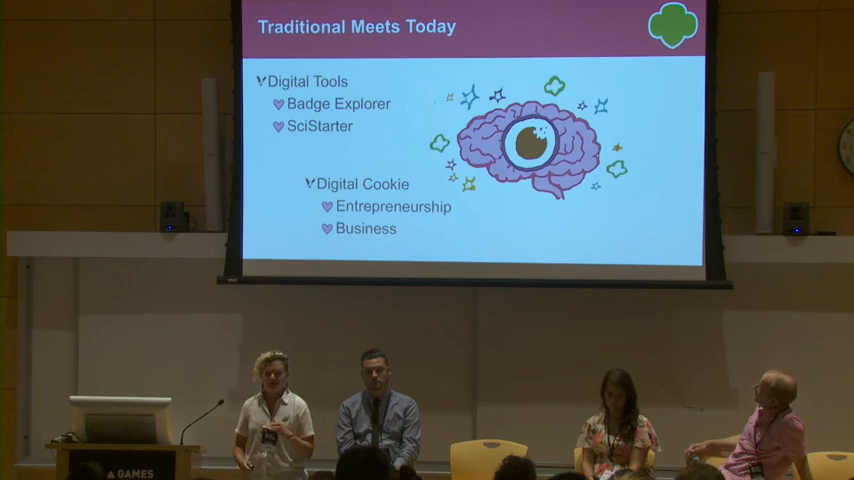 Traditional Meets Today
Digital Tools
Badge Explorer
SciStarter
Digital Cookie
Entrepreneurship
Business
GAMES